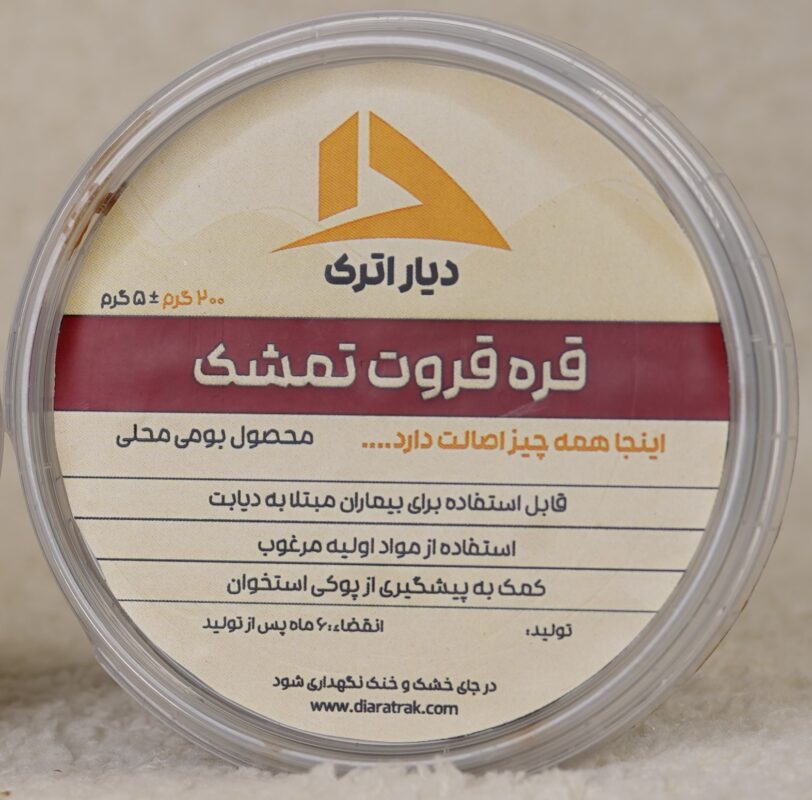 دیار اترک
۲۰۰ گرم ± ۵ گرم
قره قروت تمشک
اینجا همه چیز اصالت دارد.... محصول بومی محلی
قابل استفاده برای بیماران مبتلا به دیابت
استفاده از مواد اولیه مرغوب
کمک به پیشگیری از پوکی استخوان
تولید: انقضاء: ۶ ماه پس از تولید
در جای خشک و خنک نگهداری شود
www.diaratrak.com